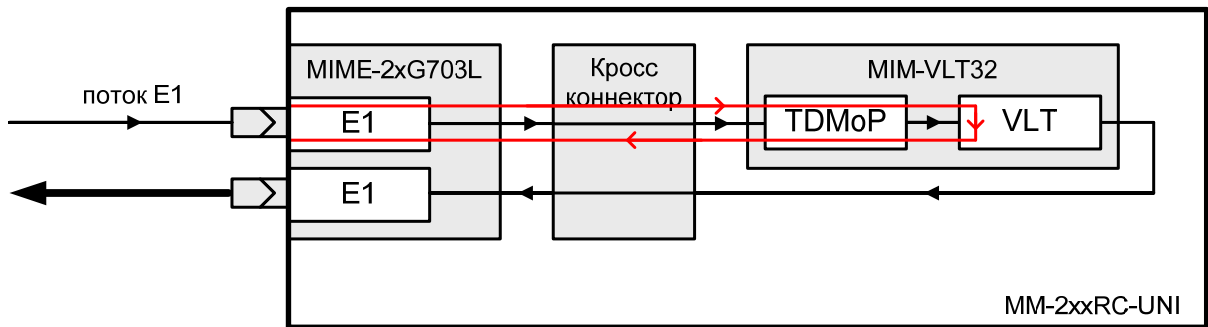 MIME-2xG703L
Кросс
коннектор
MIM-VLT32
поток E1
E1
TDMoP
VLT
E1
MM-2xxRC-UNI